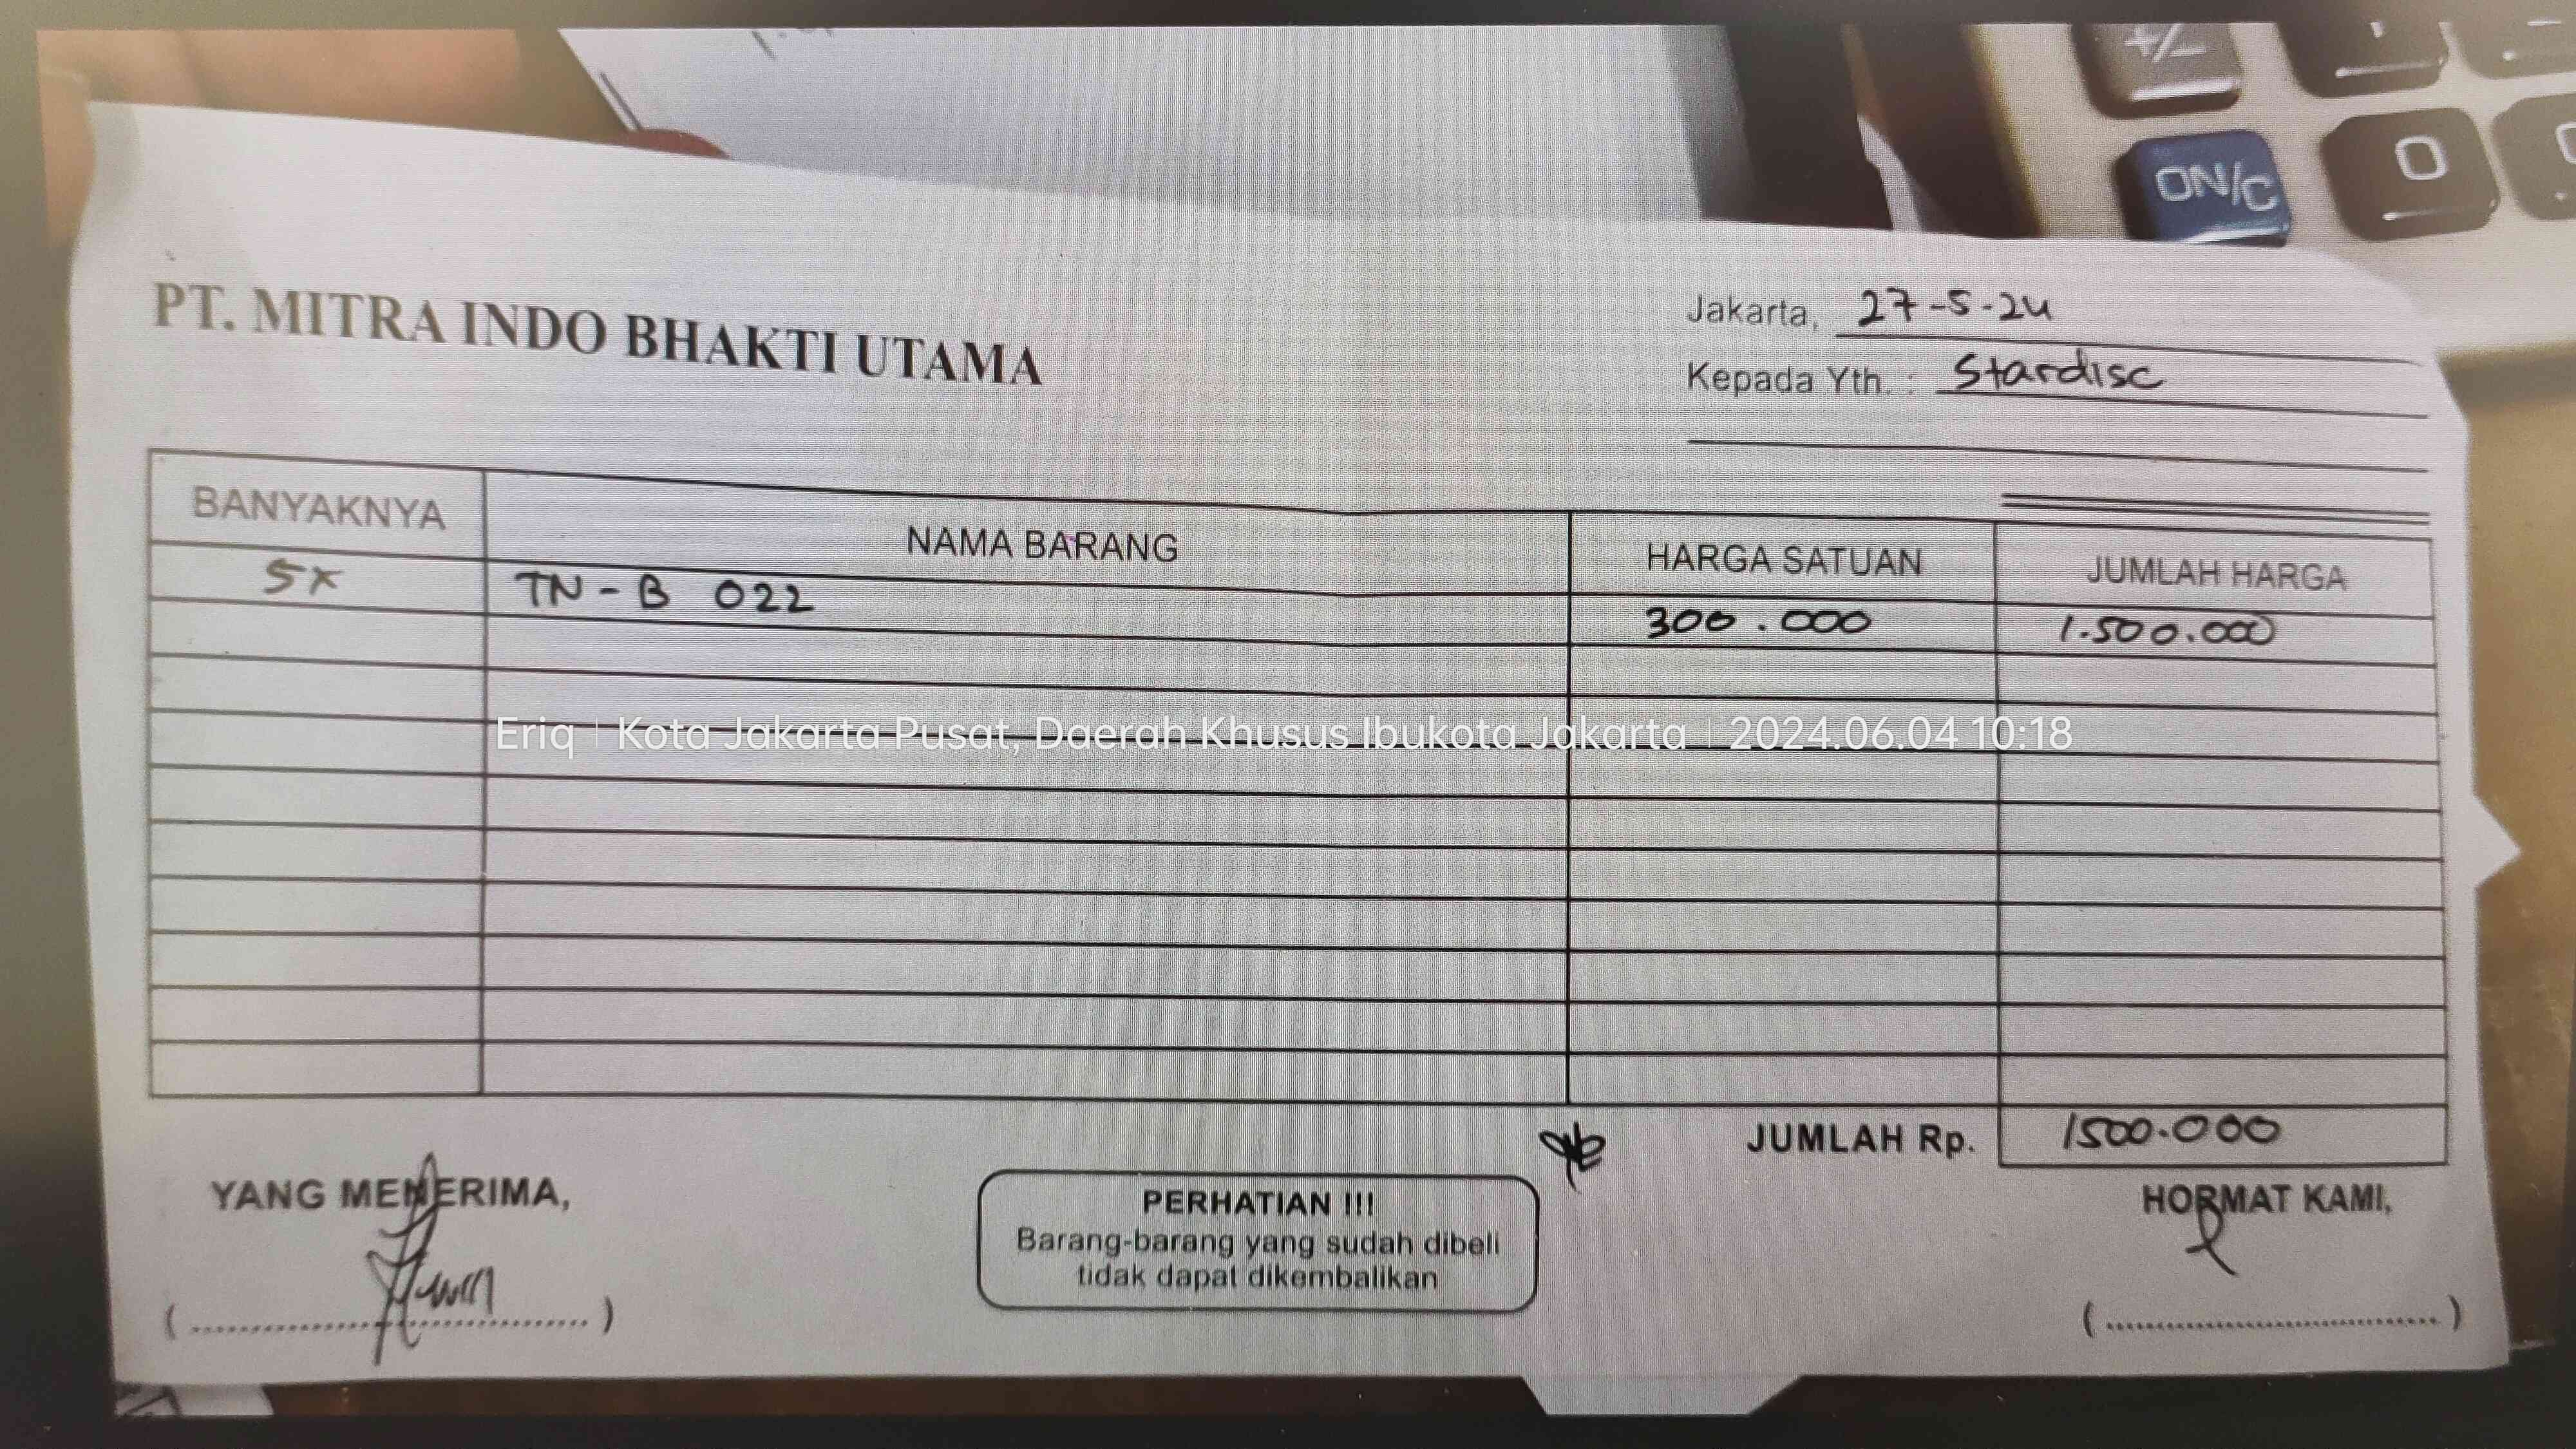 +/-
ON/C
0
PT. MITRA INDO BHAKTI UTAMA
Jakarta, 27-5-24
Kepada Yth. : Stardisc
BANYAKNYA NAMA BARANG HARGA SATUAN JUMLAH HARGA
5x TN-B 022 300.000 1.500.000
Eriq | Kota Jakarta Pusat, Daerah Khusus Ibukota Jakarta | 2024.06.04 10:18
JUMLAH Rp. 1500.000
YANG MENERIMA,
PERHATIAN !!!
Barang-barang yang sudah dibeli
tidak dapat dikembalikan
HORMAT KAMI,
(..............................)
(..............................)